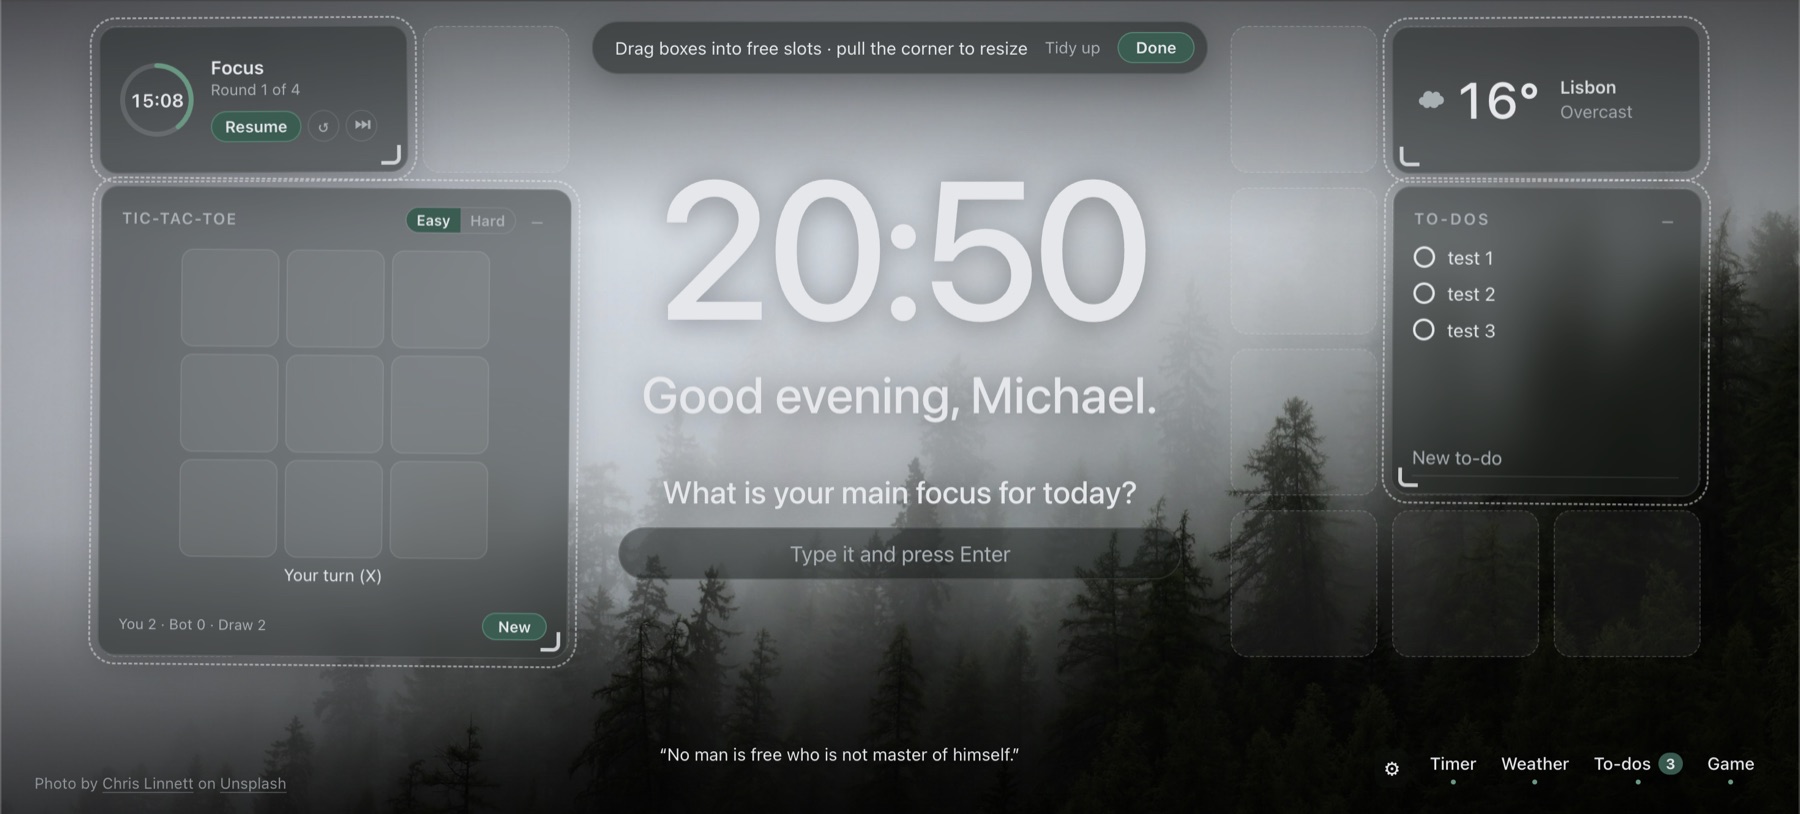 Drag boxes into free slots · pull the corner to resize Tidy up Done
15:08
Focus
Round 1 of 4
Resume
16°
Lisbon
Overcast
TIC-TAC-TOE Easy Hard
Your turn (X)
You 2 · Bot 0 · Draw 2 New
20:50
Good evening, Michael.
What is your main focus for today?
Type it and press Enter
TO-DOS
test 1
test 2
test 3
New to-do
“No man is free who is not master of himself.”
Photo by Chris Linnett on Unsplash
Timer Weather To-dos 3 Game